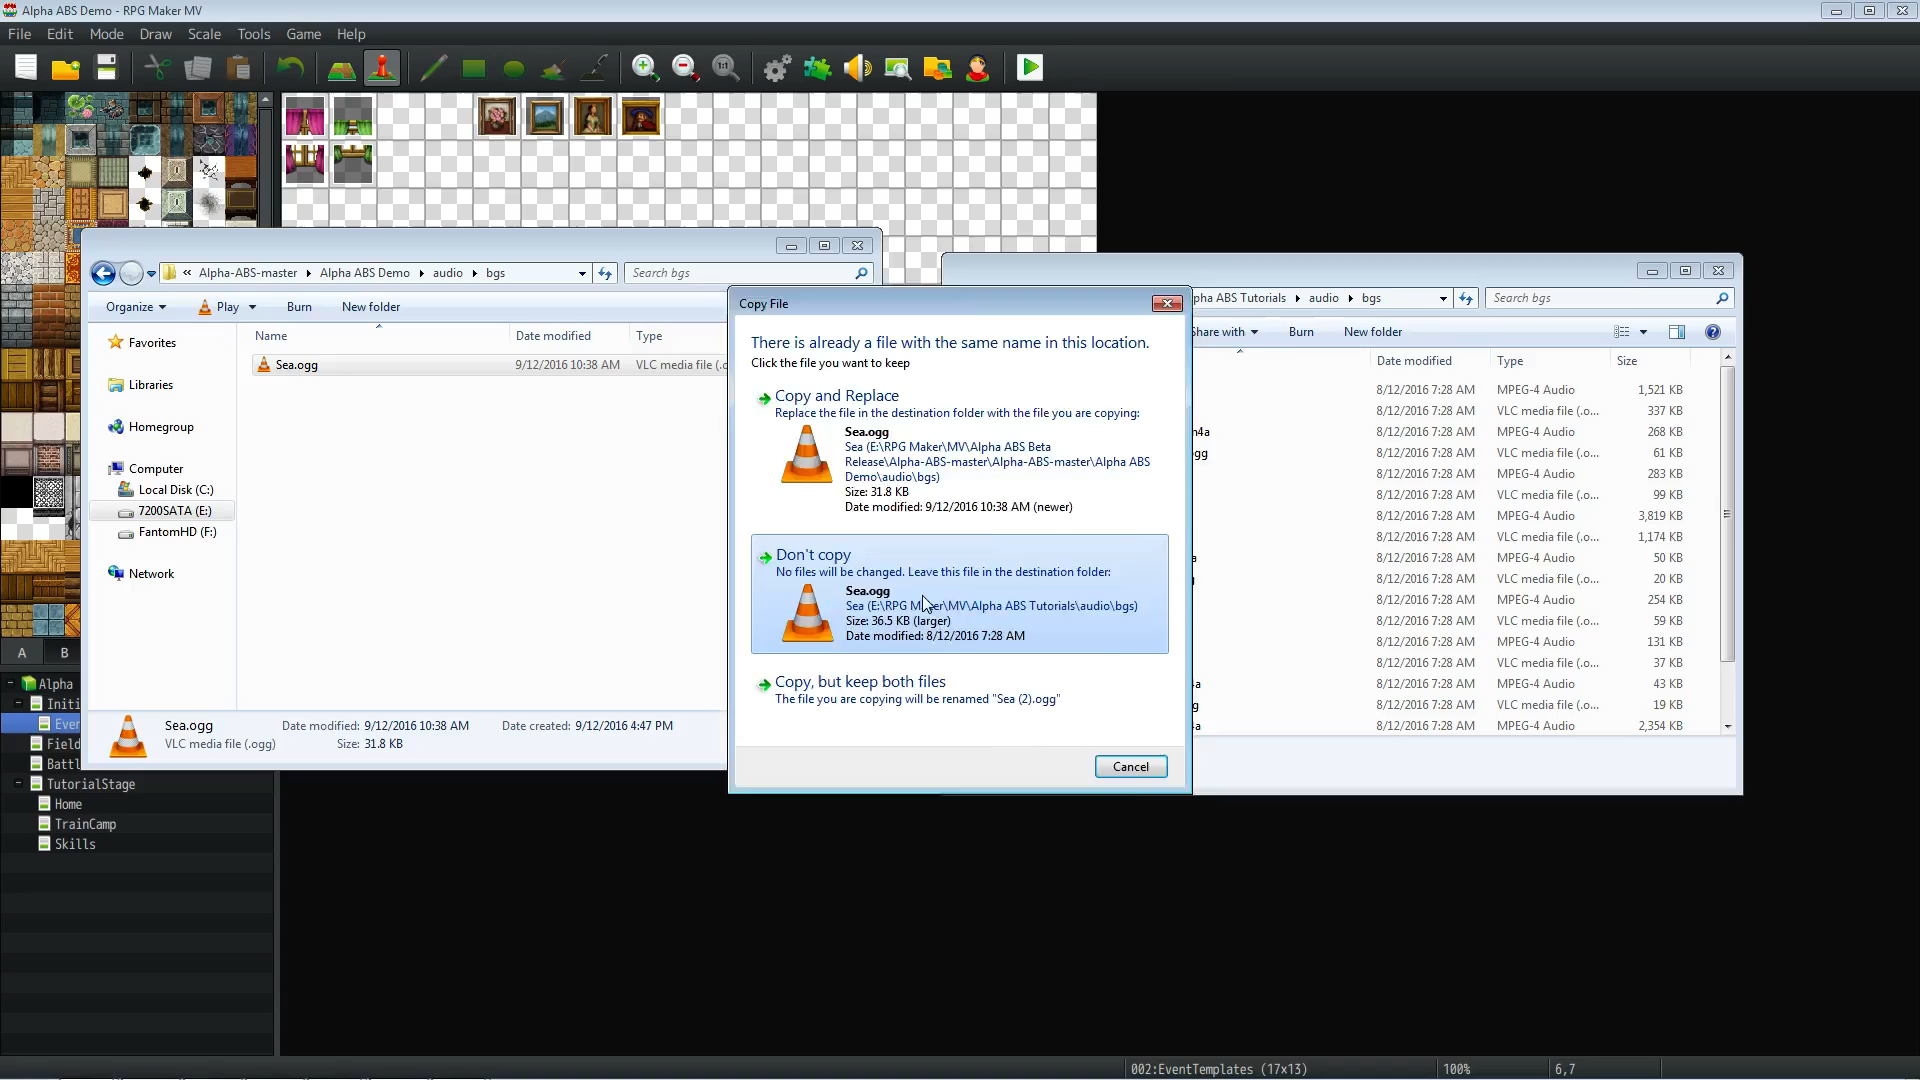 Alpha ABS Demo - RPG Maker MV
File Edit Mode Draw Scale Tools Game Help
1:1
« Alpha-ABS-master ▸ Alpha ABS Demo ▸ audio ▸ bgs
Search bgs
Organize Play Burn New folder
Name Date modified Type
Sea.ogg 9/12/2016 10:38 AM VLC media file (.o
Favorites
Libraries
Homegroup
Computer
Local Disk (C:)
7200SATA (E:)
FantomHD (F:)
Network
Sea.ogg Date modified: 9/12/2016 10:38 AM Date created: 9/12/2016 4:47 PM
VLC media file (.ogg) Size: 31.8 KB
Copy File
There is already a file with the same name in this location.
Click the file you want to keep
Copy and Replace
Replace the file in the destination folder with the file you are copying:
Sea.ogg
Sea (E:\RPG Maker\MV\Alpha ABS Beta
Release\Alpha-ABS-master\Alpha-ABS-master\Alpha ABS
Demo\audio\bgs)
Size: 31.8 KB
Date modified: 9/12/2016 10:38 AM (newer)
Don't copy
No files will be changed. Leave this file in the destination folder:
Sea.ogg
Sea (E:\RPG Maker\MV\Alpha ABS Tutorials\audio\bgs)
Size: 36.5 KB (larger)
Date modified: 8/12/2016 7:28 AM
Copy, but keep both files
The file you are copying will be renamed "Sea (2).ogg"
Cancel
pha ABS Tutorials ▸ audio ▸ bgs
Search bgs
Share with Burn New folder
Date modified Type Size
8/12/2016 7:28 AM MPEG-4 Audio 1,521 KB
8/12/2016 7:28 AM VLC media file (.o... 337 KB
n4a 8/12/2016 7:28 AM MPEG-4 Audio 268 KB
gg 8/12/2016 7:28 AM VLC media file (.o... 61 KB
8/12/2016 7:28 AM MPEG-4 Audio 283 KB
8/12/2016 7:28 AM VLC media file (.o... 99 KB
8/12/2016 7:28 AM MPEG-4 Audio 3,819 KB
8/12/2016 7:28 AM VLC media file (.o... 1,174 KB
a 8/12/2016 7:28 AM MPEG-4 Audio 50 KB
8/12/2016 7:28 AM VLC media file (.o... 20 KB
8/12/2016 7:28 AM MPEG-4 Audio 254 KB
8/12/2016 7:28 AM VLC media file (.o... 59 KB
8/12/2016 7:28 AM MPEG-4 Audio 131 KB
8/12/2016 7:28 AM VLC media file (.o... 37 KB
4a 8/12/2016 7:28 AM MPEG-4 Audio 43 KB
g 8/12/2016 7:28 AM VLC media file (.o... 19 KB
4a 8/12/2016 7:28 AM MPEG-4 Audio 2,354 KB
A B
Alpha
Initi
Even
Field
Battl
TutorialStage
Home
TrainCamp
Skills
002:EventTemplates (17×13) 100% 6,7